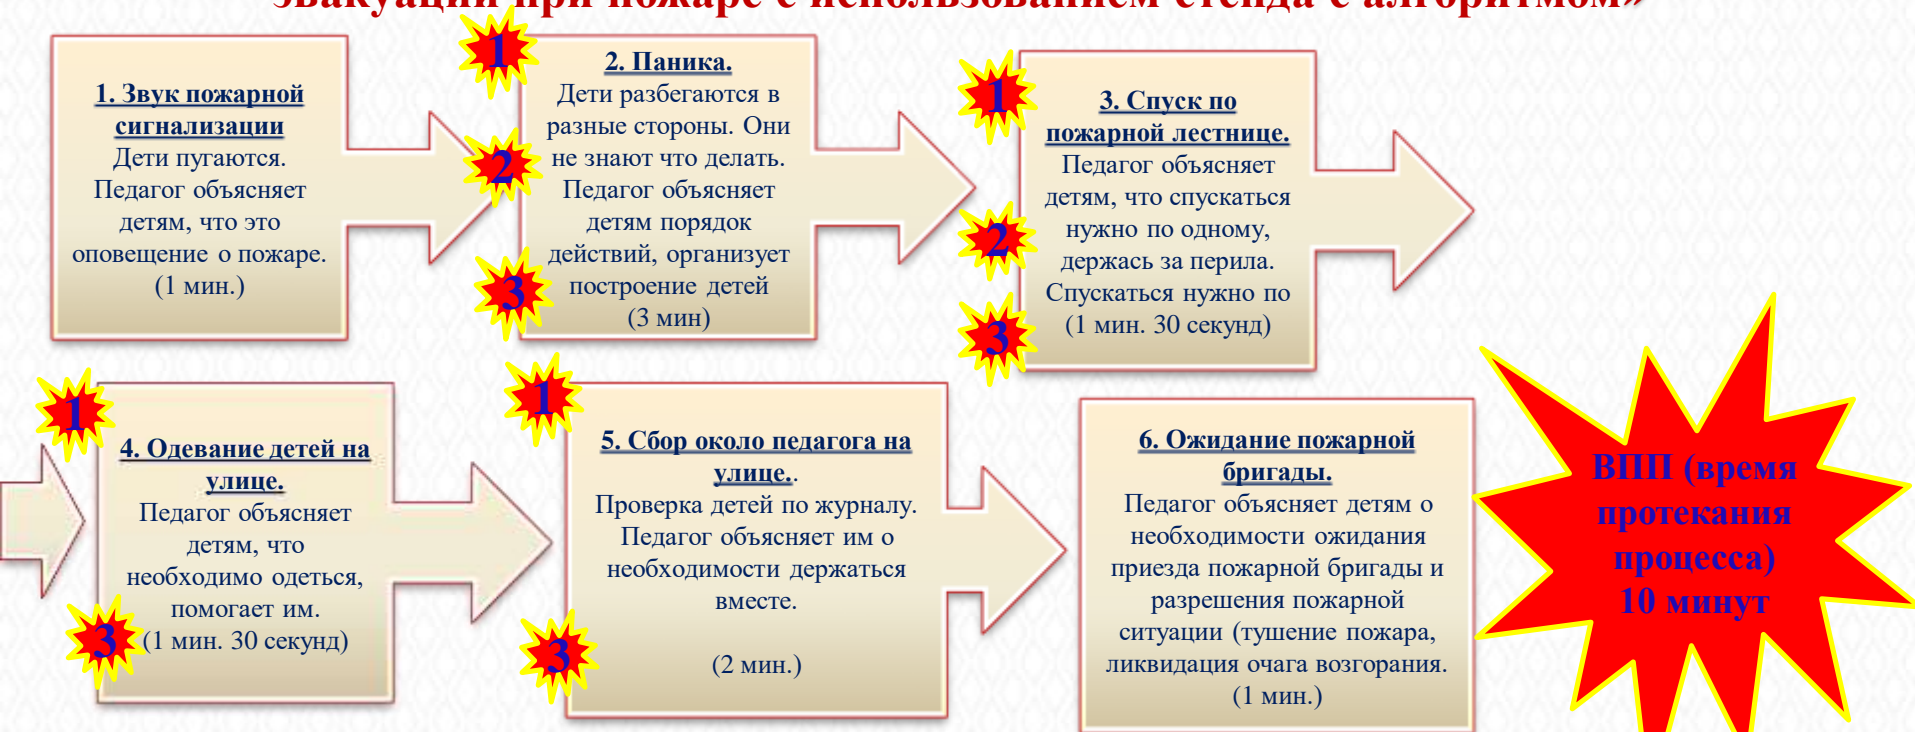 эвакуации при пожаре с использованием стенда с алгоритмом»
1. Звук пожарной
сигнализации
Дети пугаются.
Педагог объясняет
детям, что это
оповещение о пожаре.
(1 мин.)
1
2
3
2. Паника.
Дети разбегаются в
разные стороны. Они
не знают что делать.
Педагог объясняет
детям порядок
действий, организует
построение детей
(3 мин)
1
2
3
3. Спуск по
пожарной лестнице.
Педагог объясняет
детям, что спускаться
нужно по одному,
держась за перила.
Спускаться нужно по
(1 мин. 30 секунд)
1
3
4. Одевание детей на
улице.
Педагог объясняет
детям, что
необходимо одеться,
помогает им.
(1 мин. 30 секунд)
1
3
5. Сбор около педагога на
улице..
Проверка детей по журналу.
Педагог объясняет им о
необходимости держаться
вместе.
(2 мин.)
6. Ожидание пожарной
бригады.
Педагог объясняет детям о
необходимости ожидания
приезда пожарной бригады и
разрешения пожарной
ситуации (тушение пожара,
ликвидация очага возгорания.
(1 мин.)
ВПП (время
протекания
процесса)
10 минут